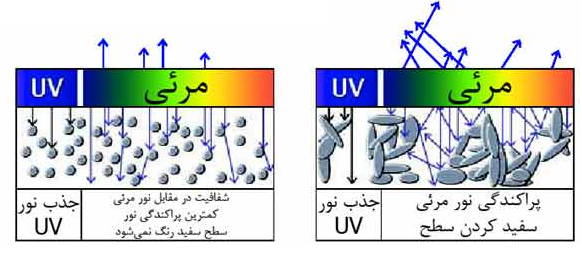 UV
مرئی
جذب نور
UV
شفافیت در مقابل نور مرئی
کمترین پراکندگی نور
سطح سفید رنگ نمی‌شود
UV
مرئی
جذب نور
UV
پراکندگی نور مرئی
سفید کردن سطح